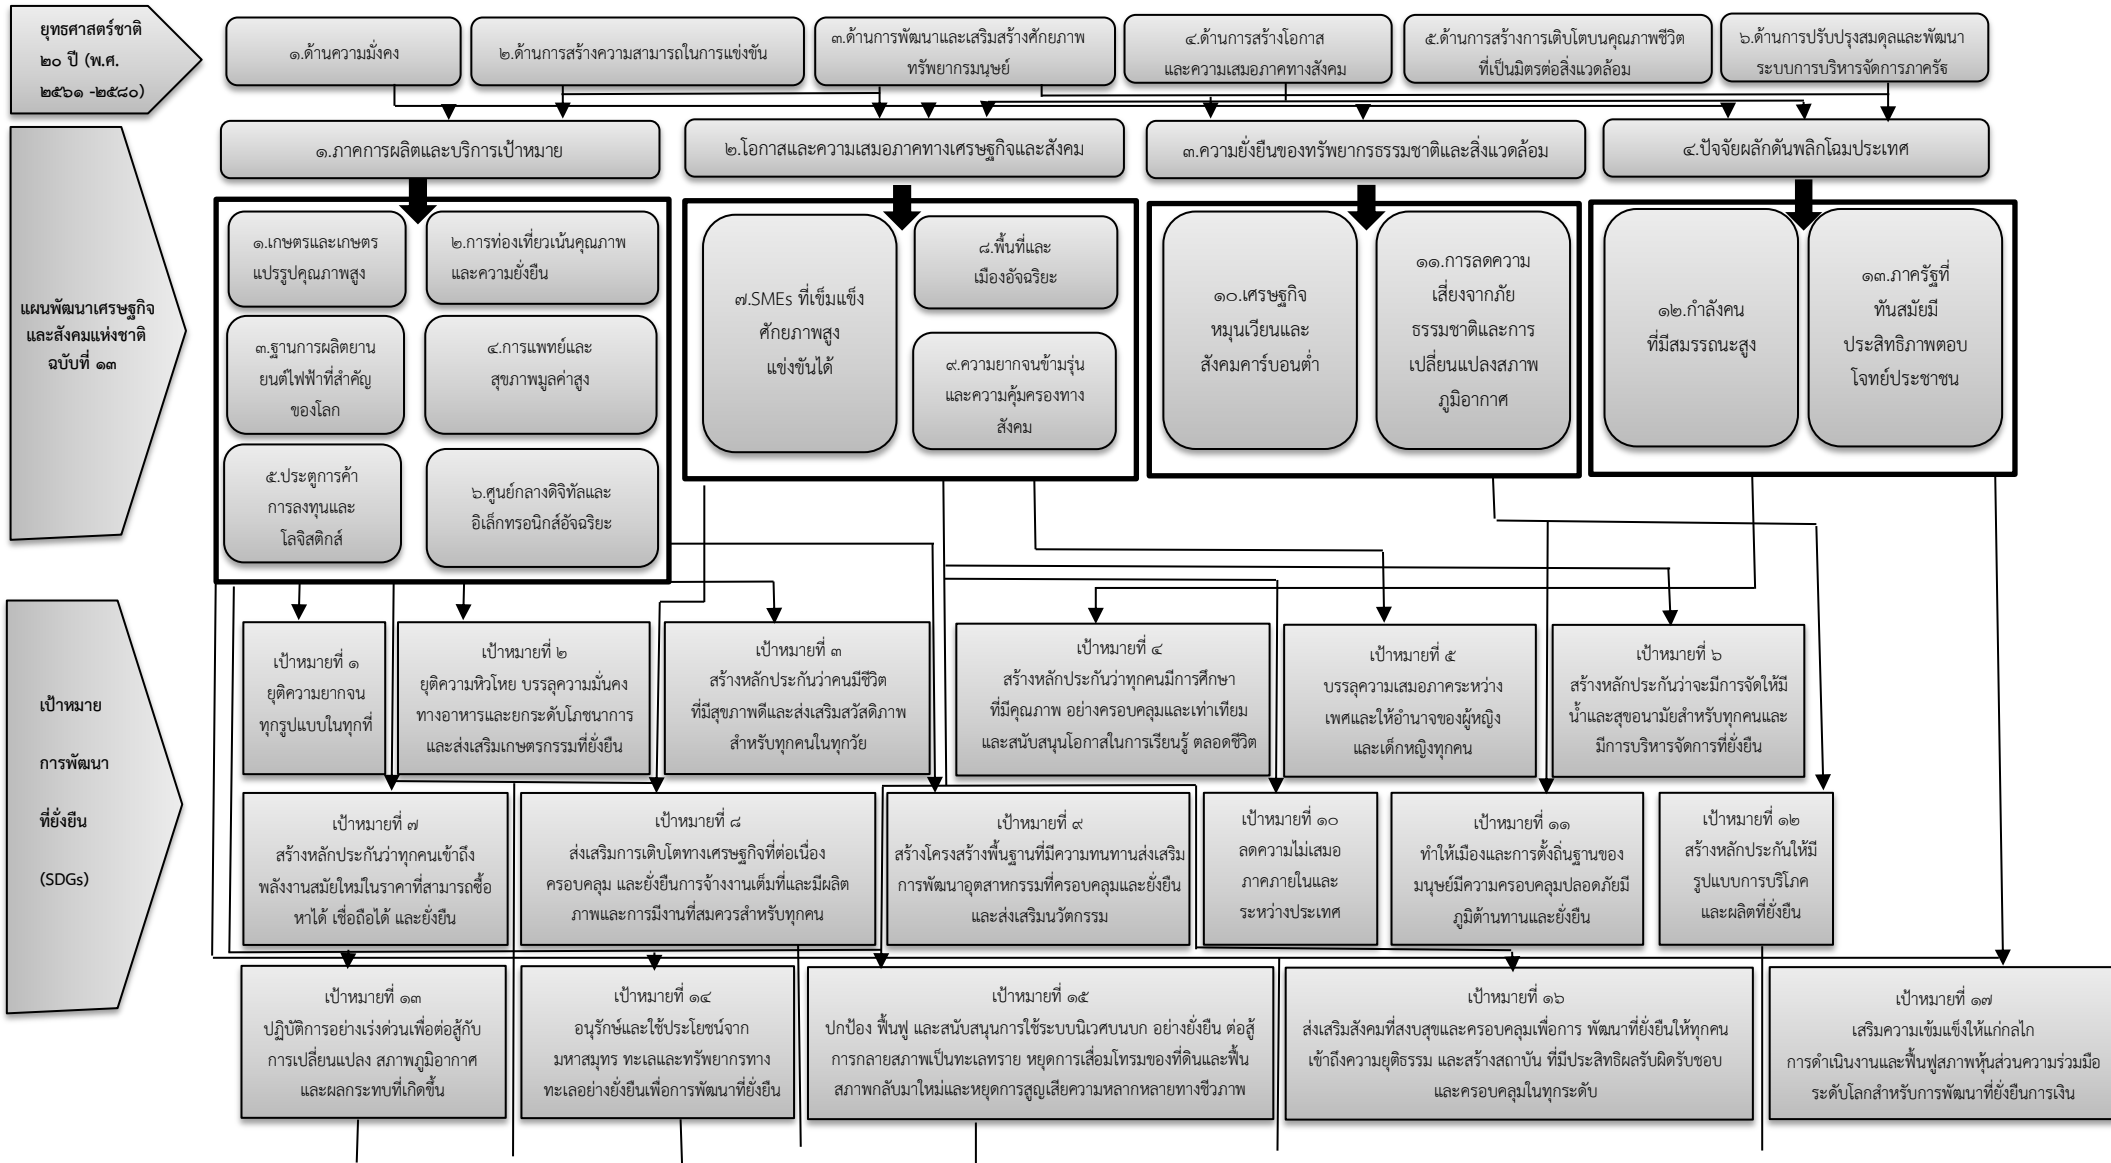 ยุทธศาสตร์ชาติ
๒๐ ปี (พ.ศ.
๒๕๖๑ -๒๕๘๐)
๑.ด้านความมั่งคง
๒.ด้านการสร้างความสามารถในการแข่งขัน
๓.ด้านการพัฒนาและเสริมสร้างศักยภาพ
ทรัพยากรมนุษย์
๔.ด้านการสร้างโอกาส
และความเสมอภาคทางสังคม
๕.ด้านการสร้างการเติบโตบนคุณภาพชีวิต
ที่เป็นมิตรต่อสิ่งแวดล้อม
๖.ด้านการปรับปรุงสมดุลและพัฒนา
ระบบการบริหารจัดการภาครัฐ
แผนพัฒนาเศรษฐกิจ
และสังคมแห่งชาติ
ฉบับที่ ๑๓
๑.ภาคการผลิตและบริการเป้าหมาย
๒.โอกาสและความเสมอภาคทางเศรษฐกิจและสังคม
๓.ความยั่งยืนของทรัพยากรธรรมชาติและสิ่งแวดล้อม
๔.ปัจจัยผลักดันพลิกโฉมประเทศ
๑.เกษตรและเกษตร
แปรรูปคุณภาพสูง
๒.การท่องเที่ยวเน้นคุณภาพ
และความยั่งยืน
๓.ฐานการผลิตยาน
ยนต์ไฟฟ้าที่สำคัญ
ของโลก
๔.การแพทย์และ
สุขภาพมูลค่าสูง
๕.ประตูการค้า
การลงทุนและ
โลจิสติกส์
๖.ศูนย์กลางดิจิทัลและ
อิเล็กทรอนิกส์อัจฉริยะ
๗.SMEs ที่เข็มแข็ง
ศักยภาพสูง
แข่งขันได้
๘.พื้นที่และ
เมืองอัจฉริยะ
๙.ความยากจนข้ามรุ่น
และความคุ้มครองทาง
สังคม
๑๐.เศรษฐกิจ
หมุนเวียนและ
สังคมคาร์บอนต่ำ
๑๑.การลดความ
เสี่ยงจากภัย
ธรรมชาติและการ
เปลี่ยนแปลงสภาพ
ภูมิอากาศ
๑๒.กำลังคน
ที่มีสมรรถนะสูง
๑๓.ภาครัฐที่
ทันสมัยมี
ประสิทธิภาพตอบ
โจทย์ประชาชน
เป้าหมาย
การพัฒนา
ที่ยั่งยืน
(SDGs)
เป้าหมายที่ ๑
ยุติความยากจน
ทุกรูปแบบในทุกที่
เป้าหมายที่ ๒
ยุติความหิวโหย บรรลุความมั่นคง
ทางอาหารและยกระดับโภชนาการ
และส่งเสริมเกษตรกรรมที่ยั่งยืน
เป้าหมายที่ ๓
สร้างหลักประกันว่าคนมีชีวิต
ที่มีสุขภาพดีและส่งเสริมสวัสดิภาพ
สำหรับทุกคนในทุกวัย
เป้าหมายที่ ๔
สร้างหลักประกันว่าทุกคนมีการศึกษา
ที่มีคุณภาพ อย่างครอบคลุมและเท่าเทียม
และสนับสนุนโอกาสในการเรียนรู้ ตลอดชีวิต
เป้าหมายที่ ๕
บรรลุความเสมอภาคระหว่าง
เพศและให้อำนาจของผู้หญิง
และเด็กหญิงทุกคน
เป้าหมายที่ ๖
สร้างหลักประกันว่าจะมีการจัดให้มี
น้ำและสุขอนามัยสำหรับทุกคนและ
มีการบริหารจัดการที่ยั่งยืน
เป้าหมายที่ ๗
สร้างหลักประกันว่าทุกคนเข้าถึง
พลังงานสมัยใหม่ในราคาที่สามารถซื้อ
หาได้ เชื่อถือได้ และยั่งยืน
เป้าหมายที่ ๘
ส่งเสริมการเติบโตทางเศรษฐกิจที่ต่อเนื่อง
ครอบคลุม และยั่งยืนการจ้างงานเต็มที่และมีผลิต
ภาพและการมีงานที่สมควรสำหรับทุกคน
เป้าหมายที่ ๙
สร้างโครงสร้างพื้นฐานที่มีความทนทานส่งเสริม
การพัฒนาอุตสาหกรรมที่ครอบคลุมและยั่งยืน
และส่งเสริมนวัตกรรม
เป้าหมายที่ ๑๐
ลดความไม่เสมอ
ภาคภายในและ
ระหว่างประเทศ
เป้าหมายที่ ๑๑
ทำให้เมืองและการตั้งถิ่นฐานของ
มนุษย์มีความครอบคลุมปลอดภัยมี
ภูมิต้านทานและยั่งยืน
เป้าหมายที่ ๑๒
สร้างหลักประกันให้มี
รูปแบบการบริโภค
และผลิตที่ยั่งยืน
เป้าหมายที่ ๑๓
ปฏิบัติการอย่างเร่งด่วนเพื่อต่อสู้กับ
การเปลี่ยนแปลง สภาพภูมิอากาศ
และผลกระทบที่เกิดขึ้น
เป้าหมายที่ ๑๔
อนุรักษ์และใช้ประโยชน์จาก
มหาสมุทร ทะเลและทรัพยากรทาง
ทะเลอย่างยั่งยืนเพื่อการพัฒนาที่ยั่งยืน
เป้าหมายที่ ๑๕
ปกป้อง ฟื้นฟู และสนับสนุนการใช้ระบบนิเวศบนบก อย่างยั่งยืน ต่อสู้
การกลายสภาพเป็นทะเลทราย หยุดการเสื่อมโทรมของที่ดินและฟื้น
สภาพกลับมาใหม่และหยุดการสูญเสียความหลากหลายทางชีวภาพ
เป้าหมายที่ ๑๖
ส่งเสริมสังคมที่สงบสุขและครอบคลุมเพื่อการ พัฒนาที่ยั่งยืนให้ทุกคน
เข้าถึงความยุติธรรม และสร้างสถาบัน ที่มีประสิทธิผลรับผิดรับชอบ
และครอบคลุมในทุกระดับ
เป้าหมายที่ ๑๗
เสริมความเข้มแข็งให้แก่กลไก
การดำเนินงานและฟื้นฟูสภาพหุ้นส่วนความร่วมมือ
ระดับโลกสำหรับการพัฒนาที่ยั่งยืนการเงิน